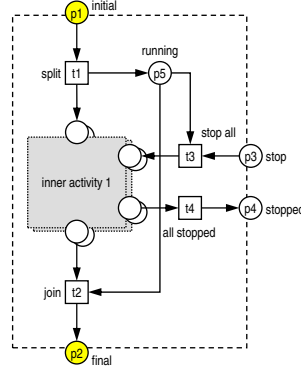 p1 initial
running
split t1 p5
stop all
t3 p3 stop
inner activity 1
t4 p4 stopped
all stopped
join t2
p2 final